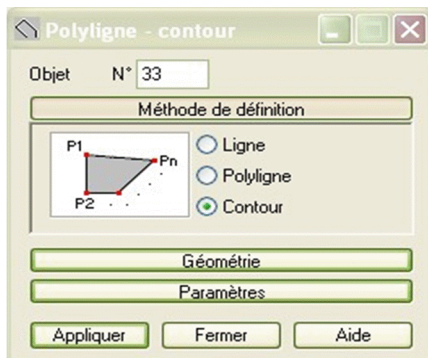 Polyligne - contour
Objet N° 33
Méthode de définition
P1
Pn
P2
Ligne
Polyligne
Contour
Géométrie
Paramètres
Appliquer Fermer Aide